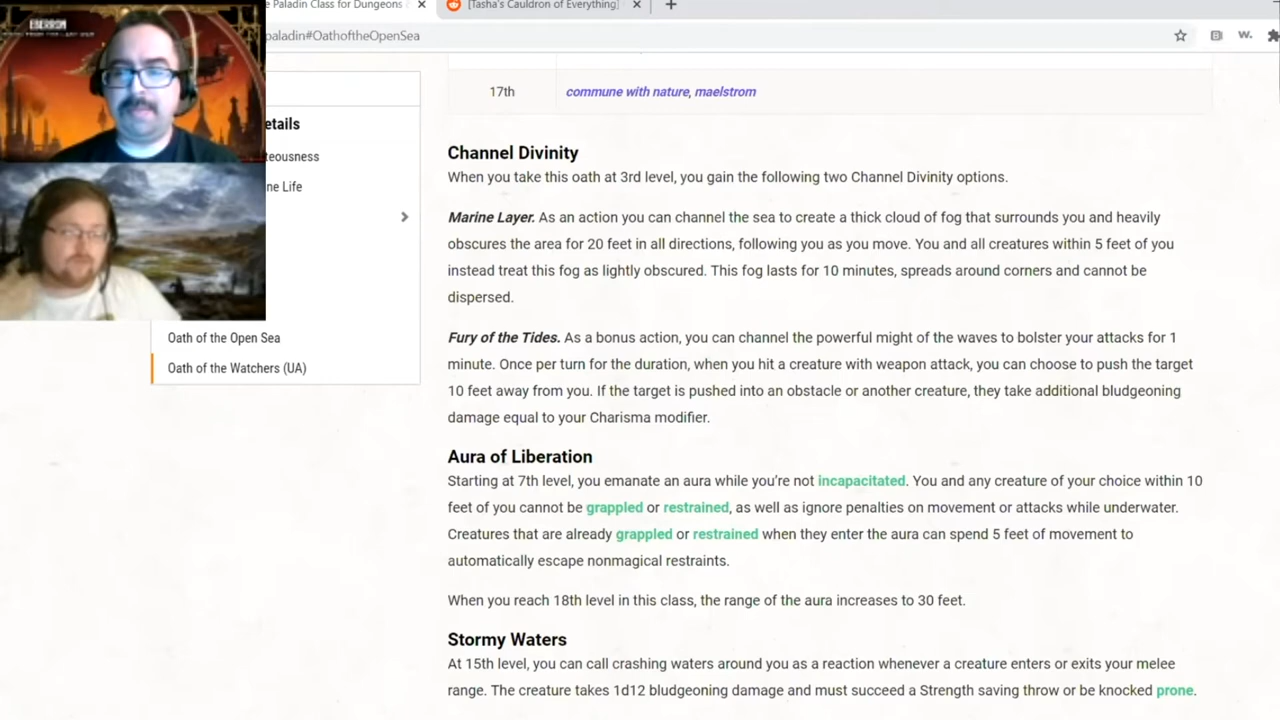 e Paladin Class for Dungeons
[Tasha's Cauldron of Everything]
paladin#OathoftheOpenSea
EBERRON
etails
teousness
ne Life
Oath of the Open Sea
Oath of the Watchers (UA)
17th commune with nature, maelstrom
Channel Divinity
When you take this oath at 3rd level, you gain the following two Channel Divinity options.
Marine Layer. As an action you can channel the sea to create a thick cloud of fog that surrounds you and heavily
obscures the area for 20 feet in all directions, following you as you move. You and all creatures within 5 feet of you
instead treat this fog as lightly obscured. This fog lasts for 10 minutes, spreads around corners and cannot be
dispersed.
Fury of the Tides. As a bonus action, you can channel the powerful might of the waves to bolster your attacks for 1
minute. Once per turn for the duration, when you hit a creature with weapon attack, you can choose to push the target
10 feet away from you. If the target is pushed into an obstacle or another creature, they take additional bludgeoning
damage equal to your Charisma modifier.
Aura of Liberation
Starting at 7th level, you emanate an aura while you're not incapacitated. You and any creature of your choice within 10
feet of you cannot be grappled or restrained, as well as ignore penalties on movement or attacks while underwater.
Creatures that are already grappled or restrained when they enter the aura can spend 5 feet of movement to
automatically escape nonmagical restraints.
When you reach 18th level in this class, the range of the aura increases to 30 feet.
Stormy Waters
At 15th level, you can call crashing waters around you as a reaction whenever a creature enters or exits your melee
range. The creature takes 1d12 bludgeoning damage and must succeed a Strength saving throw or be knocked prone.